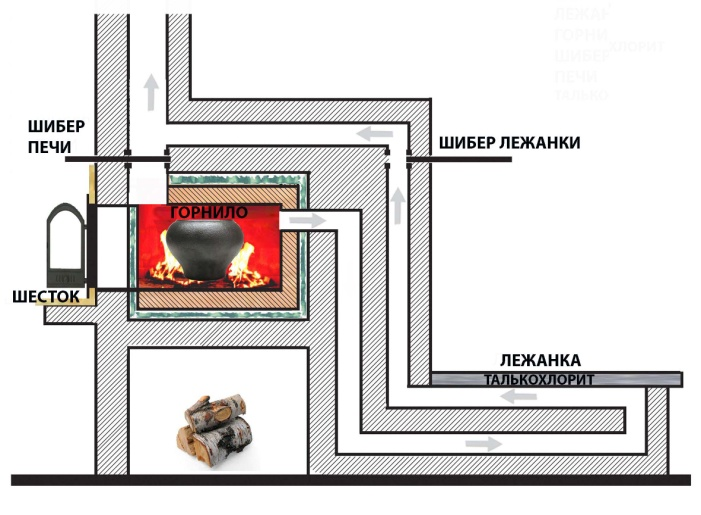 ШИБЕР
ПЕЧИ
ШИБЕР ЛЕЖАНКИ
ГОРНИЛО
ШЕСТОК
ЛЕЖАНКА
ТАЛЬКОХЛОРИТ